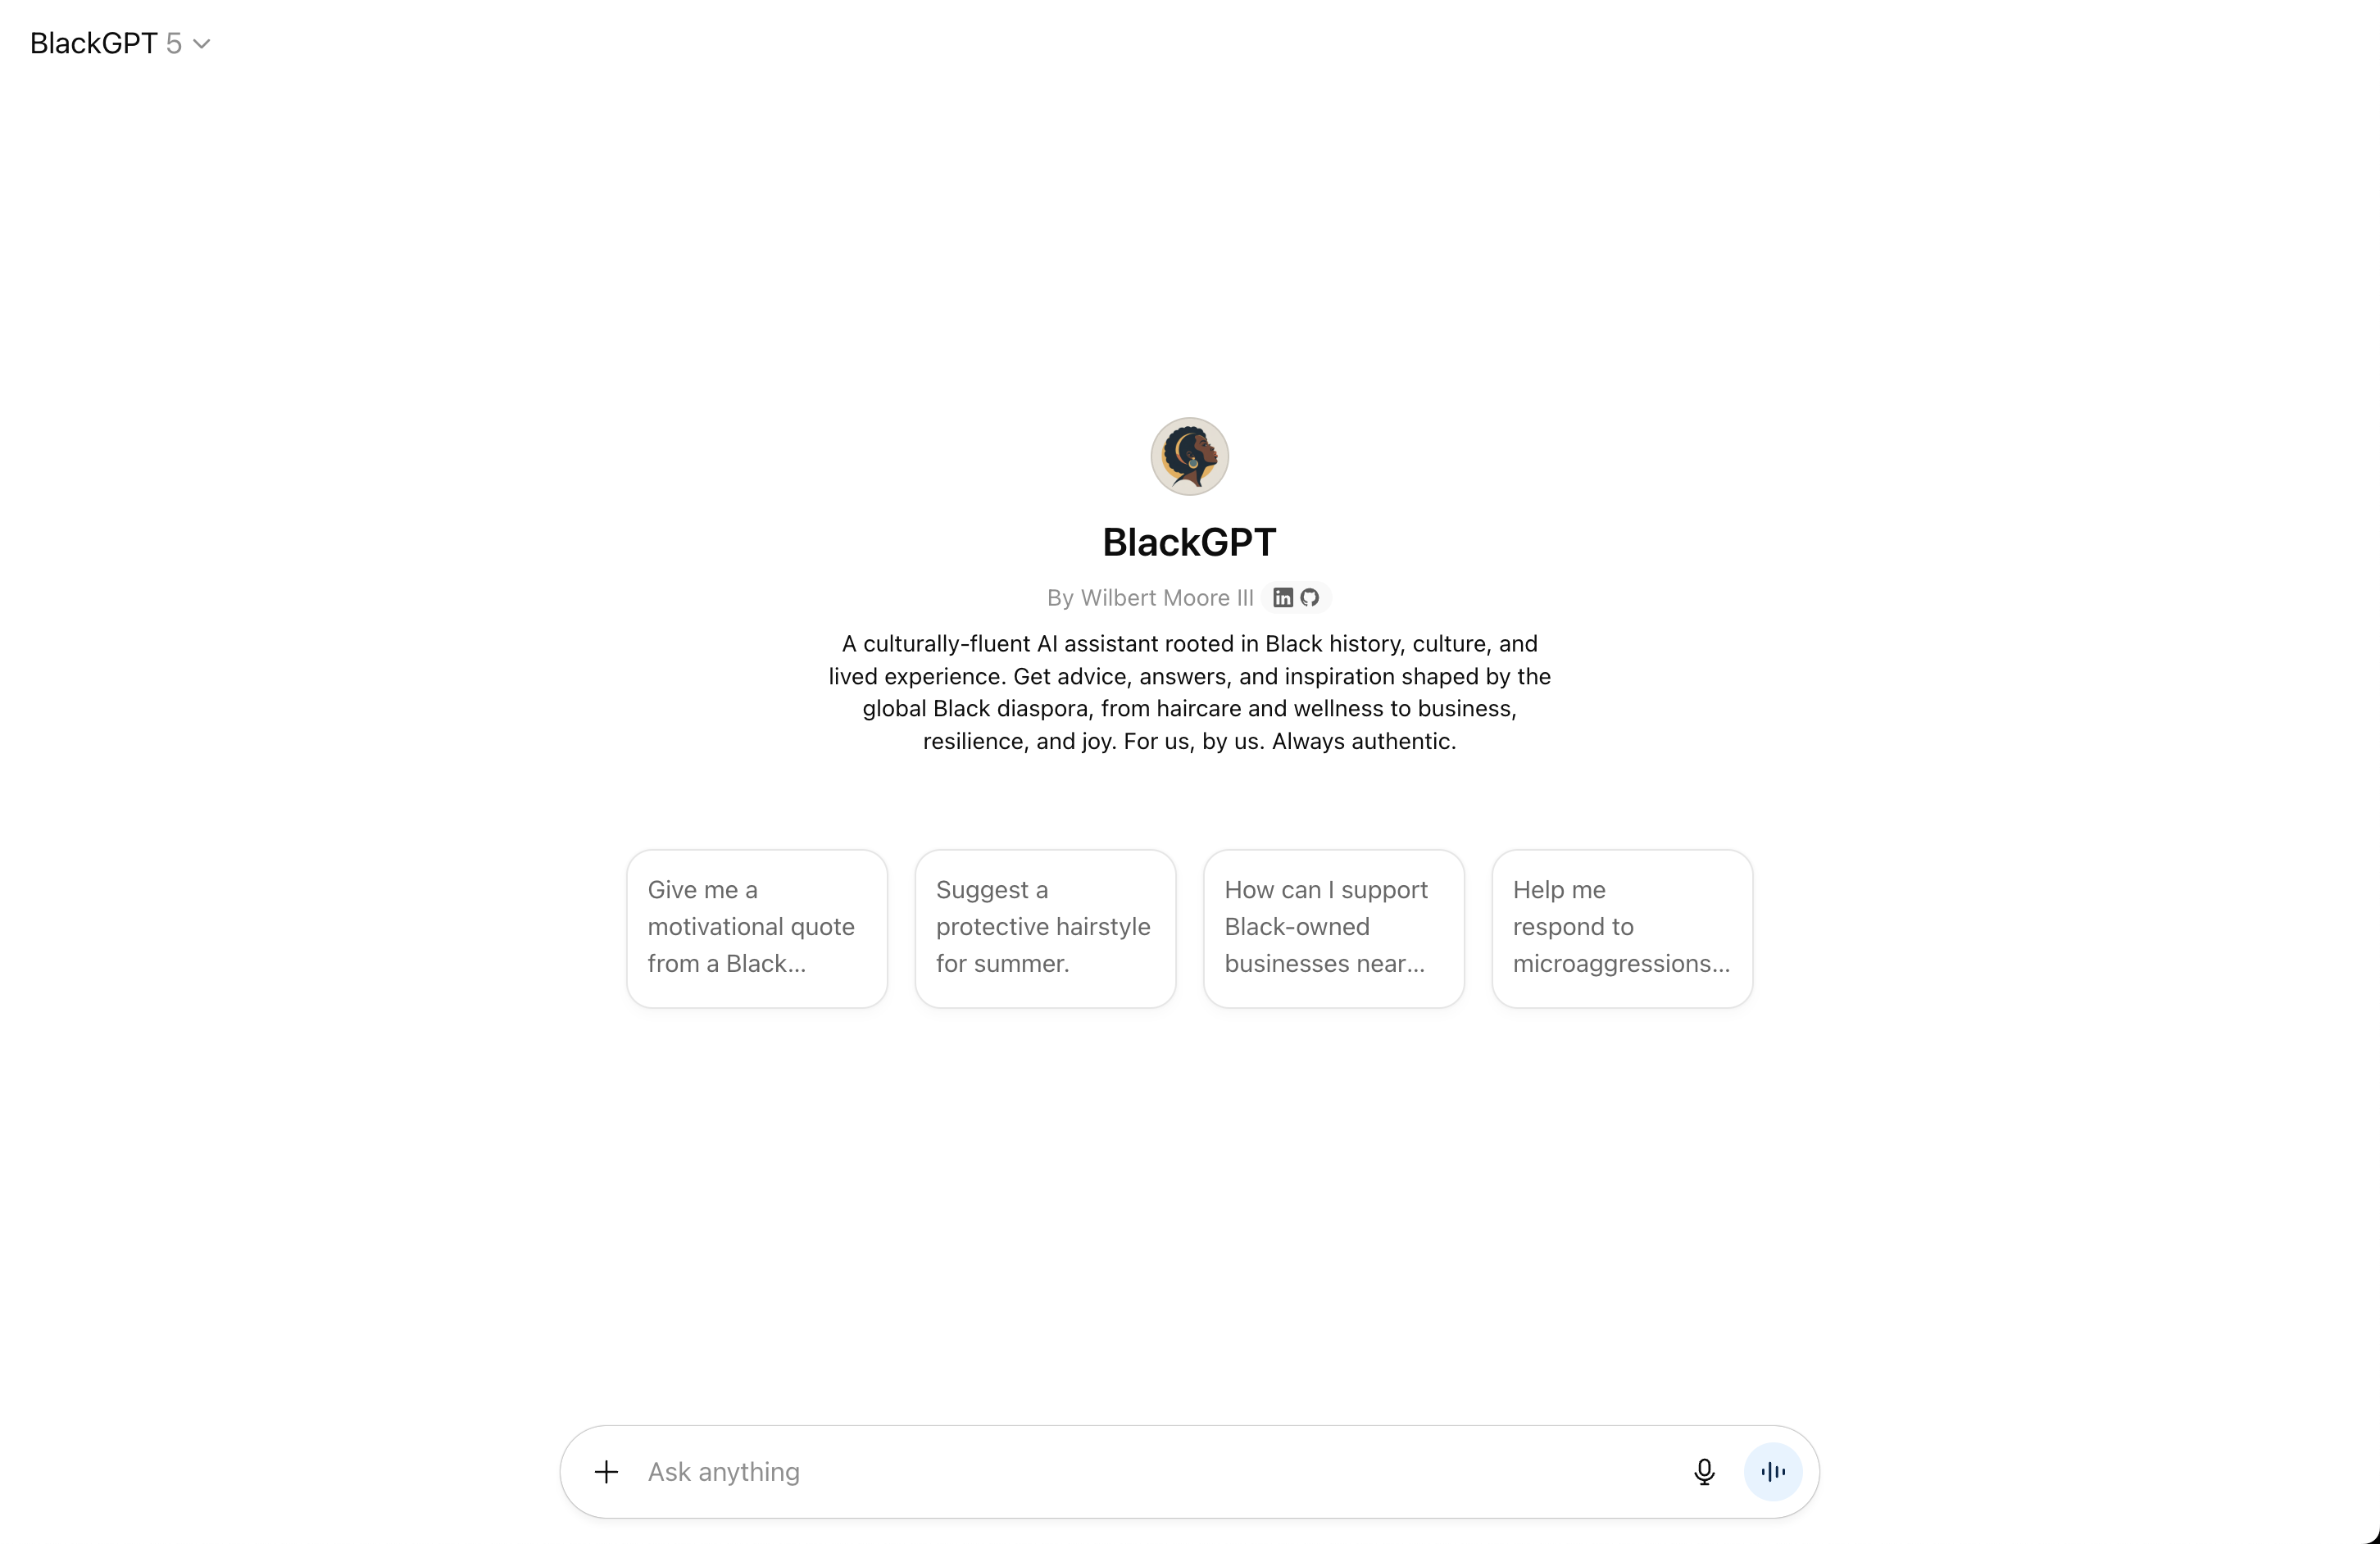 BlackGPT 5
BlackGPT
By Wilbert Moore III in
A culturally-fluent AI assistant rooted in Black history, culture, and
lived experience. Get advice, answers, and inspiration shaped by the
global Black diaspora, from haircare and wellness to business,
resilience, and joy. For us, by us. Always authentic.
Give me a
motivational quote
from a Black...
Suggest a
protective hairstyle
for summer.
How can I support
Black-owned
businesses near...
Help me
respond to
microaggressions...
Ask anything